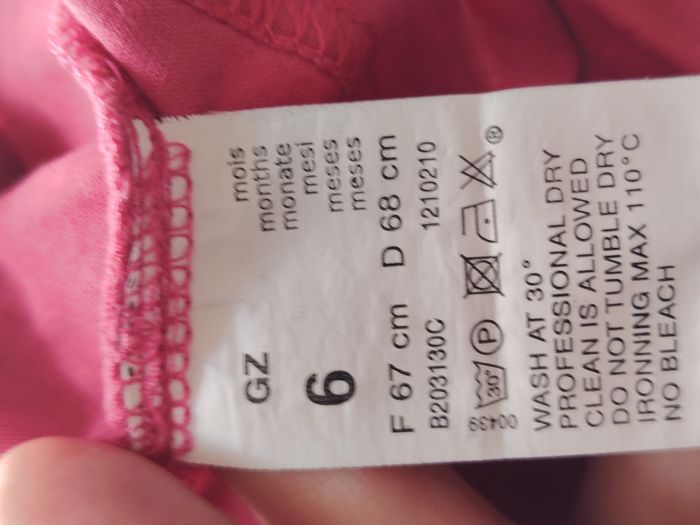 mois
months
GZ monate
mesi
6 meses
meses
F 67 cm D 68 cm
B203130C 1210210
30° P ®
WASH AT 30°
PROFESSIONAL DRY
CLEAN IS ALLOWED
DO NOT TUMBLE DRY
IRONNING MAX 110°C
NO BLEACH